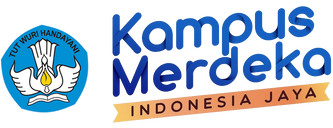 TUT WURI HANDAYANI
Kampus
Merdeka
INDONESIA JAYA